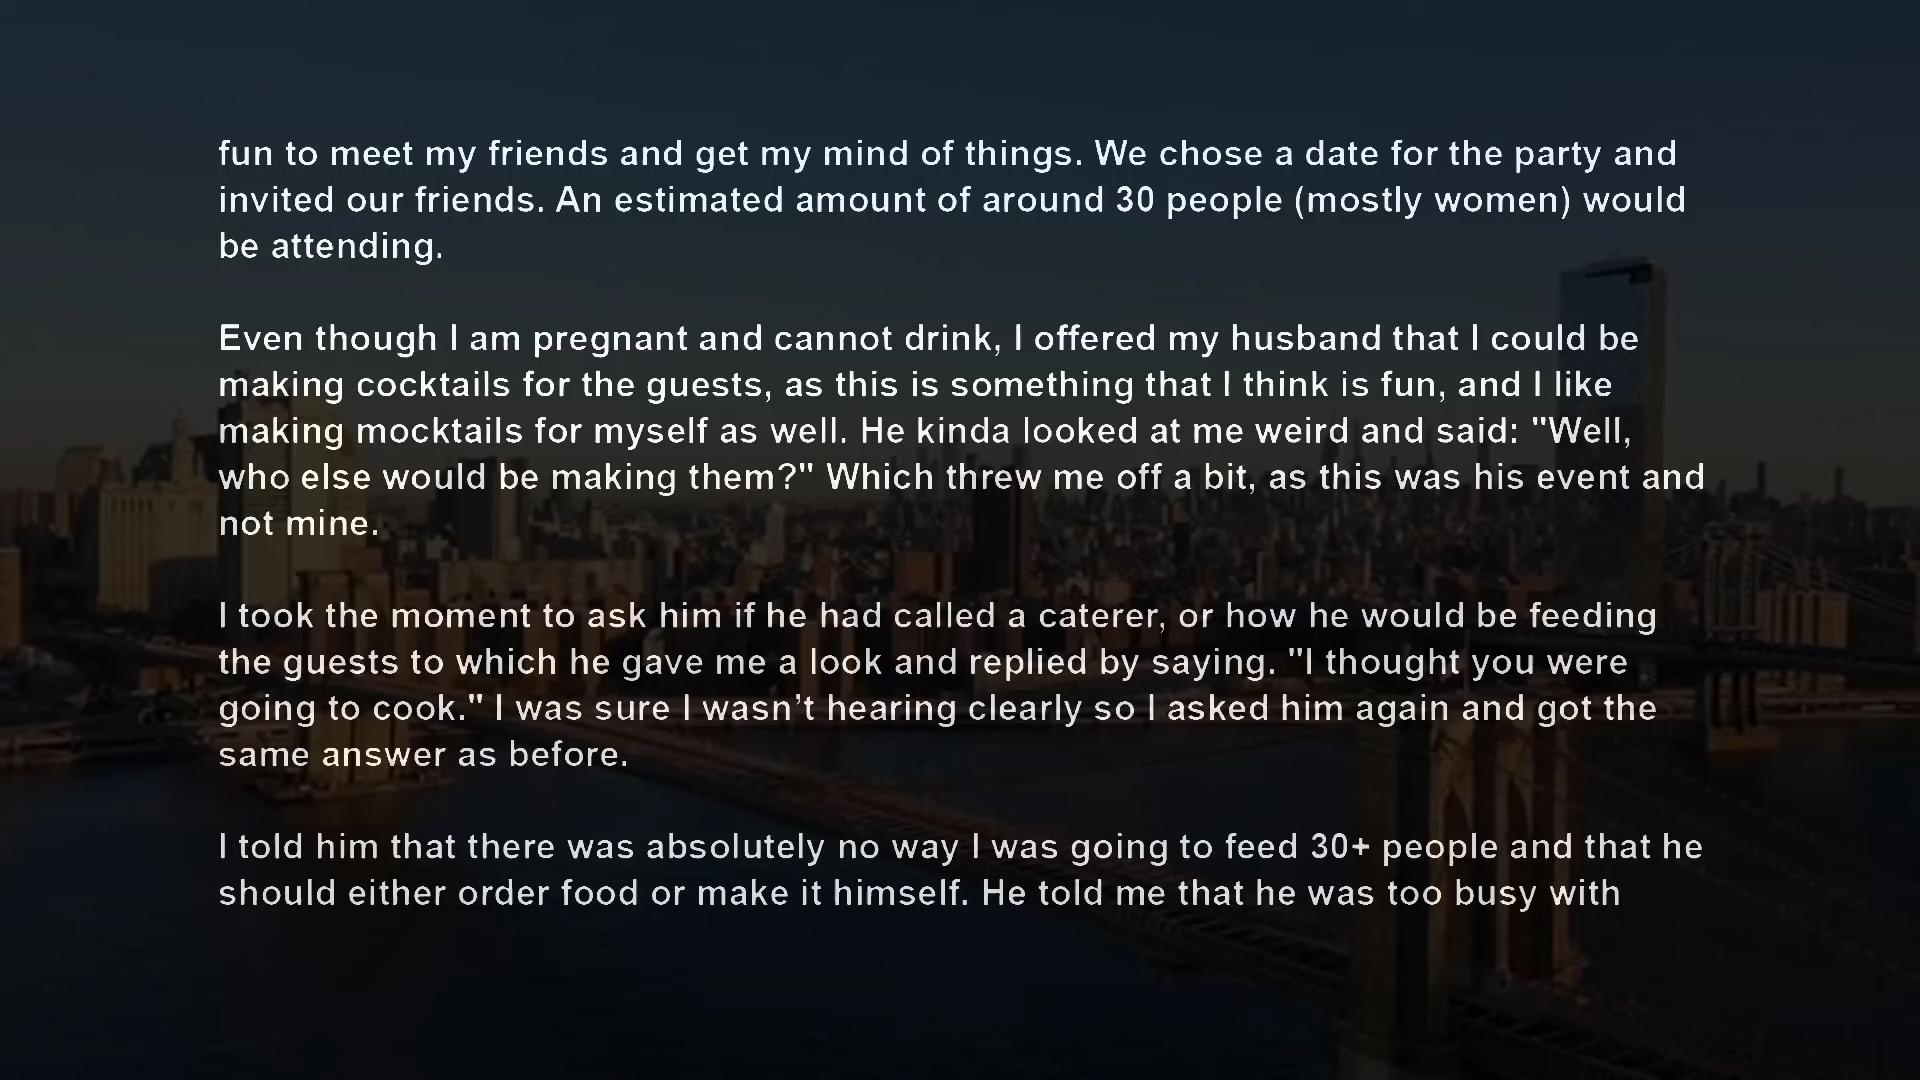 fun to meet my friends and get my mind of things. We chose a date for the party and
invited our friends. An estimated amount of around 30 people (mostly women) would
be attending.
Even though I am pregnant and cannot drink, I offered my husband that I could be
making cocktails for the guests, as this is something that I think is fun, and I like
making mocktails for myself as well. He kinda looked at me weird and said: "Well,
who else would be making them?" Which threw me off a bit, as this was his event and
not mine.
I took the moment to ask him if he had called a caterer, or how he would be feeding
the guests to which he gave me a look and replied by saying. "I thought you were
going to cook." I was sure I wasn’t hearing clearly so I asked him again and got the
same answer as before.
I told him that there was absolutely no way I was going to feed 30+ people and that he
should either order food or make it himself. He told me that he was too busy with